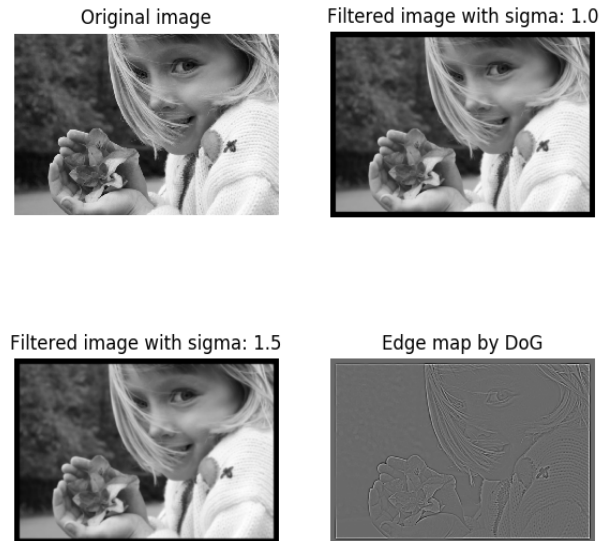 Original image
Filtered image with sigma: 1.0
Filtered image with sigma: 1.5
Edge map by DoG